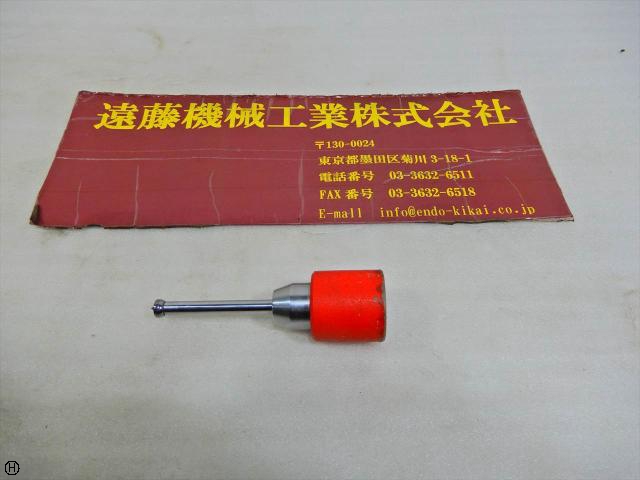 遠藤機械工業株式会社
〒130-0024
東京都墨田区菊川 3-18-1
電話番号 03-3632-6511
FAX 番号 03-3632-6518
E-mall info@endo-kikai.co.jp
H